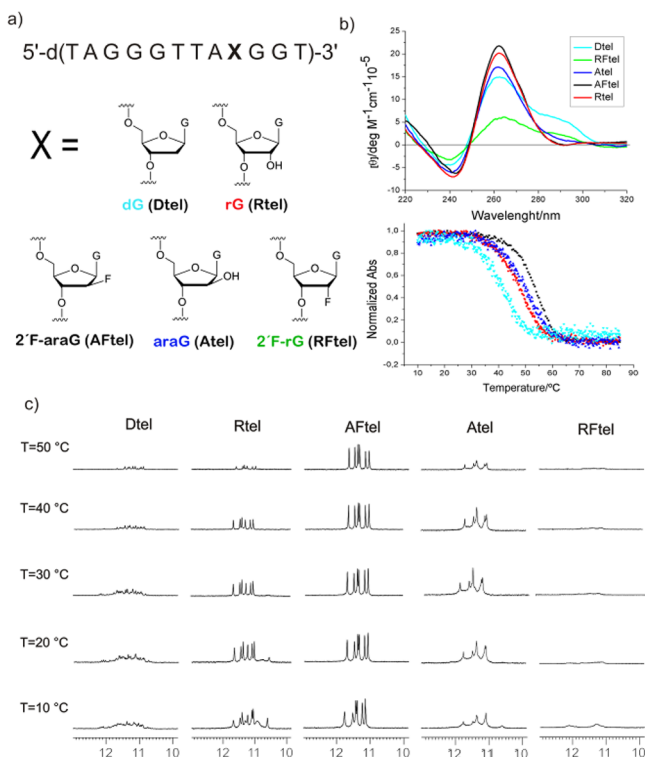 a)
5'-d(T A G G G T T A X G G T)-3'
X =
O
O
G
dG (Dtel)
O
O
G
O
OH
rG (Rtel)
O
O
G
F
O
2´F-araG (AFtel)
O
O
G
OH
O
araG (Atel)
O
O
G
O
F
2´F-rG (RFtel)
b)
[θ]/deg M⁻¹cm⁻¹10⁻⁵
25
20
15
10
5
0
-5
-10
220 240 260 280 300 320
Wavelenght/nm
Dtel
RFtel
Atel
AFtel
Rtel
Normalized Abs
1,0
0,8
0,6
0,4
0,2
0,0
-0,2
10 20 30 40 50 60 70 80 90
Temperature/ºC
c)
Dtel Rtel AFtel Atel RFtel
T=50 °C
T=40 °C
T=30 °C
T=20 °C
T=10 °C
12 11 10 12 11 10 12 11 10 12 11 10 12 11 10